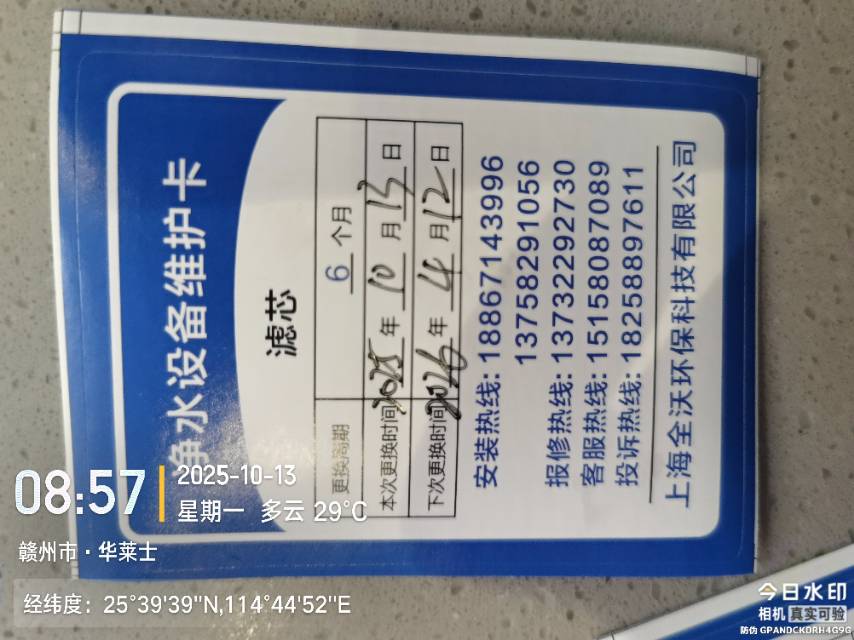 净水设备维护卡
滤芯
更换周期 6 个月
本次更换时间 2025 年 10 月 13 日
下次更换时间 2026 年 4 月 12 日
安装热线: 18867143996
13758291056
报修热线: 13732292730
客服热线: 15158087089
投诉热线: 18258897611
上海全沃环保科技有限公司
08:57
2025-10-13
星期一 多云 29℃
赣州市·华莱士
经纬度: 25°39'39"N,114°44'52"E
今日水印
相机 真实可验
防伪 GPANDCKDRH4G9G